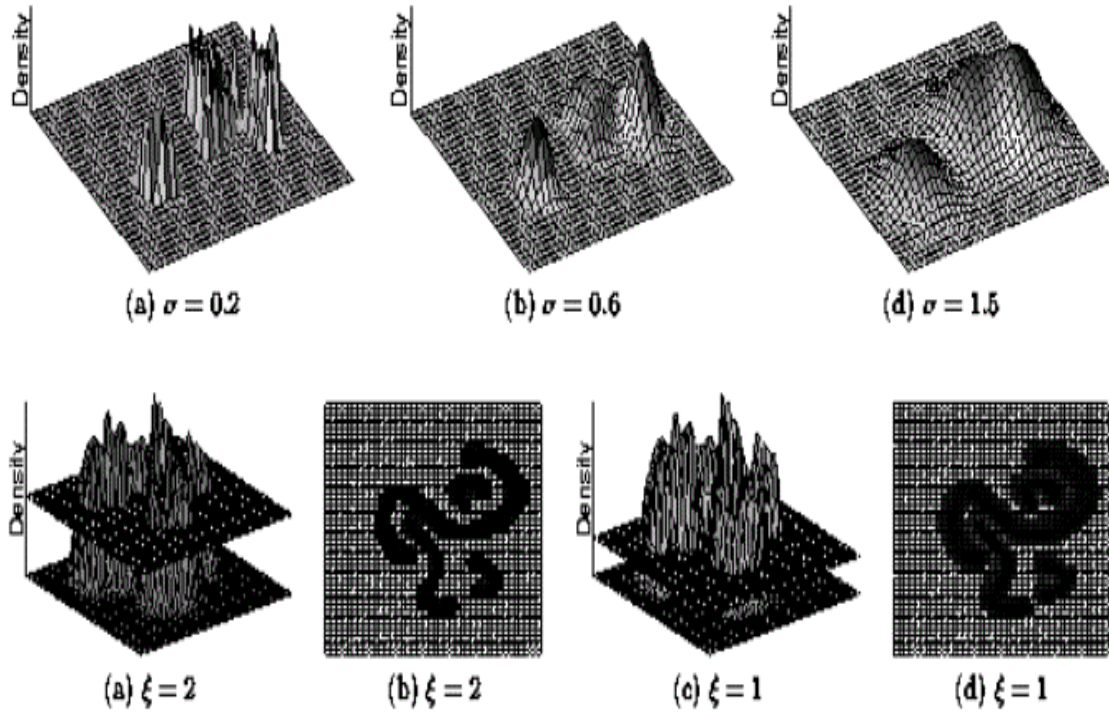 Density
Density
Density
(a) σ = 0.2
(b) σ = 0.6
(d) σ = 1.5
Density
Density
(a) ξ = 2
(b) ξ = 2
(c) ξ = 1
(d) ξ = 1